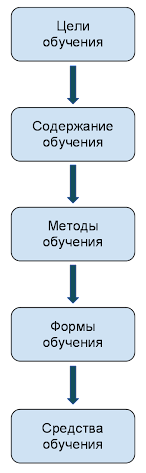 Цели
обучения
Содержание
обучения
Методы
обучения
Формы
обучения
Средства
обучения